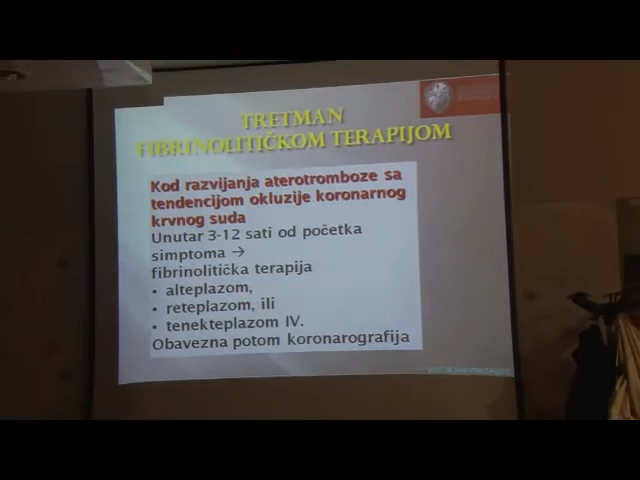 TRETMAN
FIBRINOLITIČKOM TERAPIJOM
Kod razvijanja aterotromboze sa
tendencijom okluzije koronarnog
krvnog suda
Unutar 3-12 sati od početka
simptoma →
fibrinolitička terapija
• alteplazom,
• reteplazom, ili
• tenekteplazom IV.
Obavezna potom koronarografija